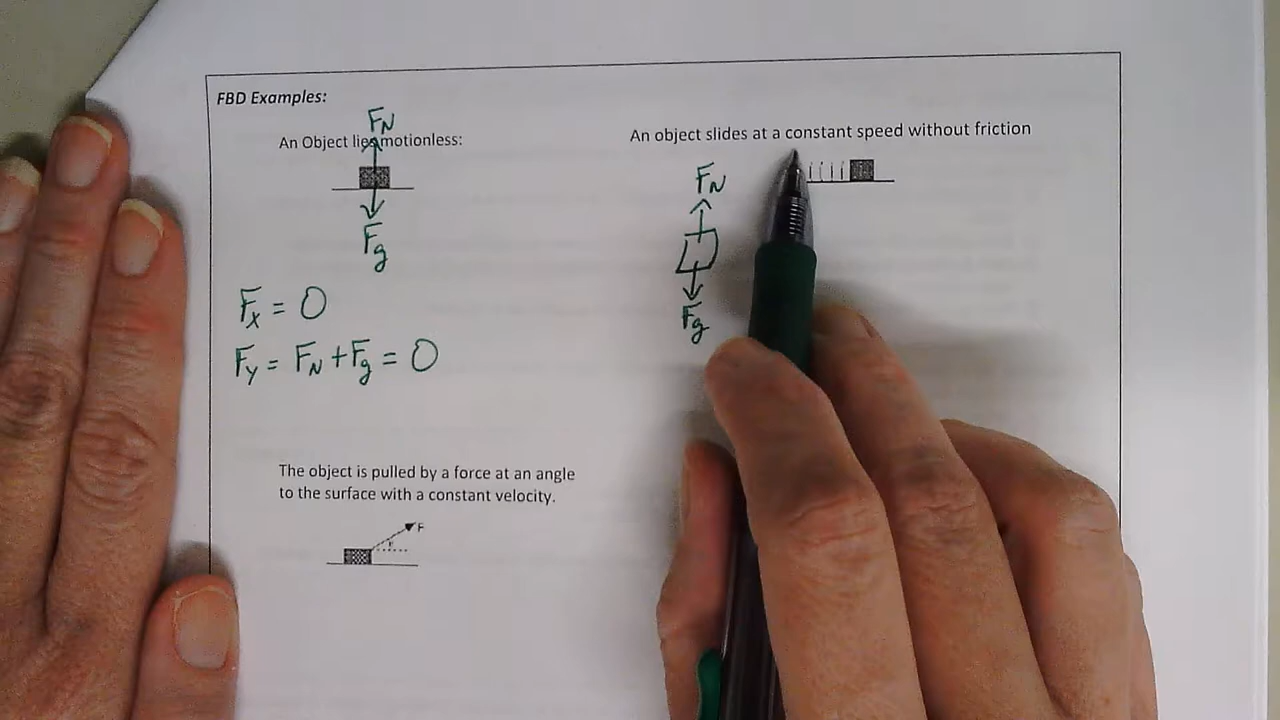 FBD Examples:
An Object lies motionless:
F_N
F_g
F_x = 0
F_y = F_N + F_g = 0
An object slides at a constant speed without friction
F_N
F_g
The object is pulled by a force at an angle
to the surface with a constant velocity.
F